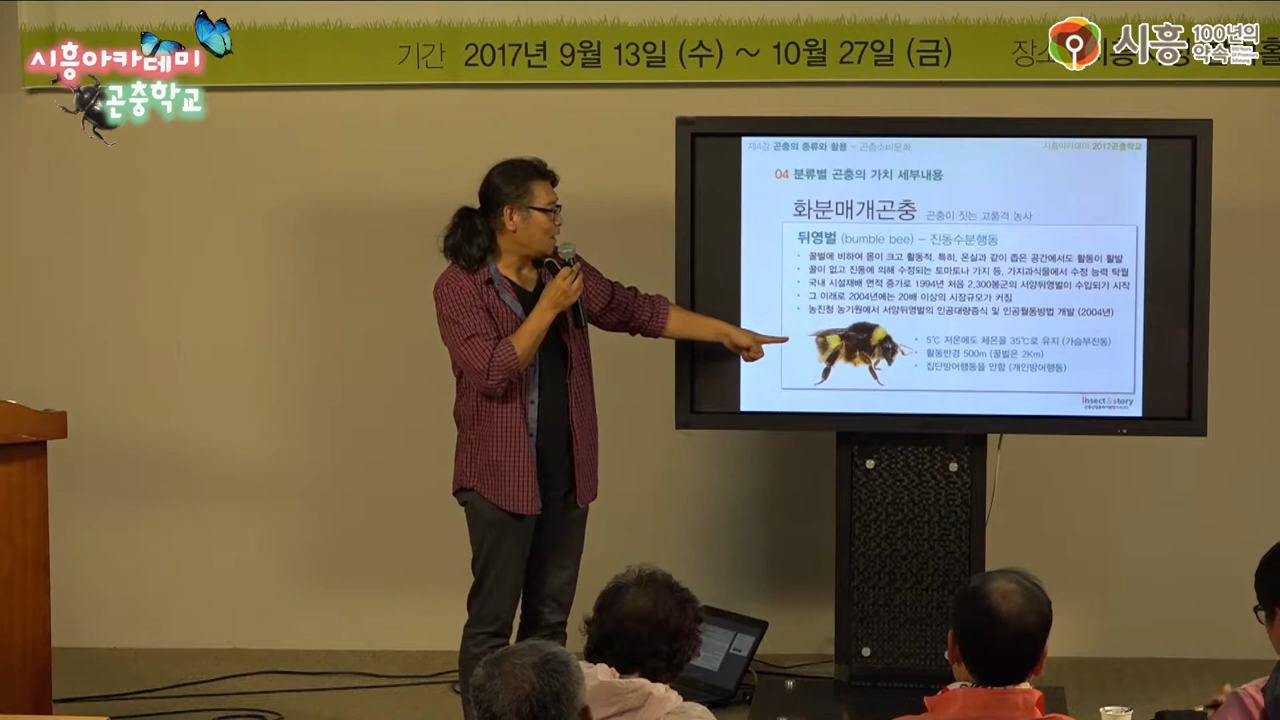 기간 2017년 9월 13일 (수) ~ 10월 27일 (금) 장소
시흥 100년의 약속
시흥아카데미
곤충학교
제4강 곤충의 종류와 활용 - 곤충소비문화
시흥아카데미 2017곤충학교
04 분류별 곤충의 가치 세부내용
화분매개곤충 곤충이 짓는 고품격 농사
뒤영벌 (bumble bee) - 진동수분행동
• 꿀벌에 비하여 몸이 크고 활동적, 특히, 온실과 같이 좁은 공간에서도 활동이 활발
• 꿀이 없고 진동에 의해 수정되는 토마토나 가지 등, 가지과식물에서 수정 능력 탁월
• 국내 시설재배 면적 증가로 1994년 처음 2,300봉군의 서양뒤영벌이 수입되기 시작
• 그 이래로 2004년에는 20배 이상의 시장규모가 커짐
• 농진청 농기원에서 서양뒤영벌의 인공대량증식 및 인공월동방법 개발 (2004년)
• 5℃ 저온에도 체온을 35℃로 유지 (가슴부진동)
• 활동반경 500m (꿀벌은 2Km)
• 집단방어행동을 안함 (개인방어행동)
insect&story